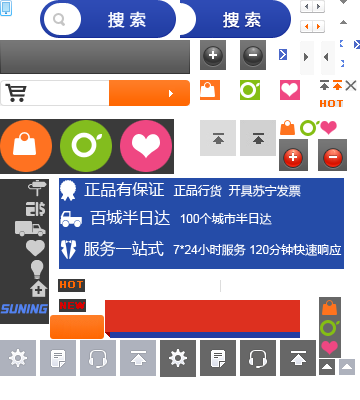 搜 索
搜 索
HOT
正品有保证 正品行货 开具苏宁发票
百城半日达 100个城市半日达
服务一站式 7*24小时服务 120分钟快速响应
SUNING
HOT
NEW